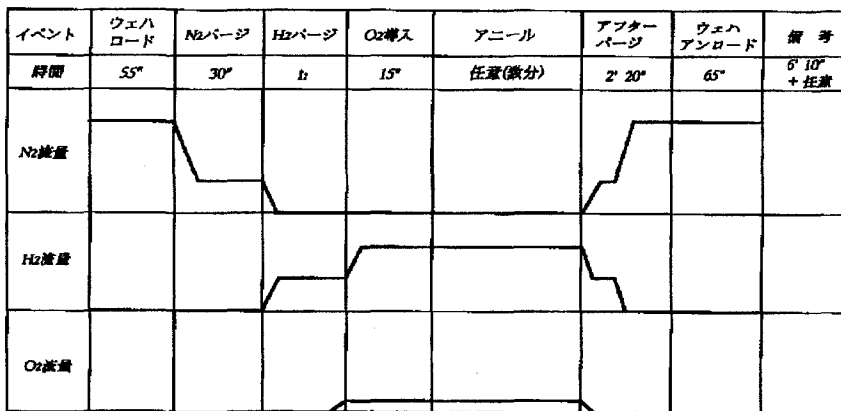 イベント
ウェハ
ロード
N2パージ
H2パージ
O2導入
アニール
アフター
パージ
ウェハ
アンロード
備 考
時間
55"
30"
t2
15"
任意(数分)
2' 20"
65"
6' 10"
+ 任意
N2流量
H2流量
O2流量